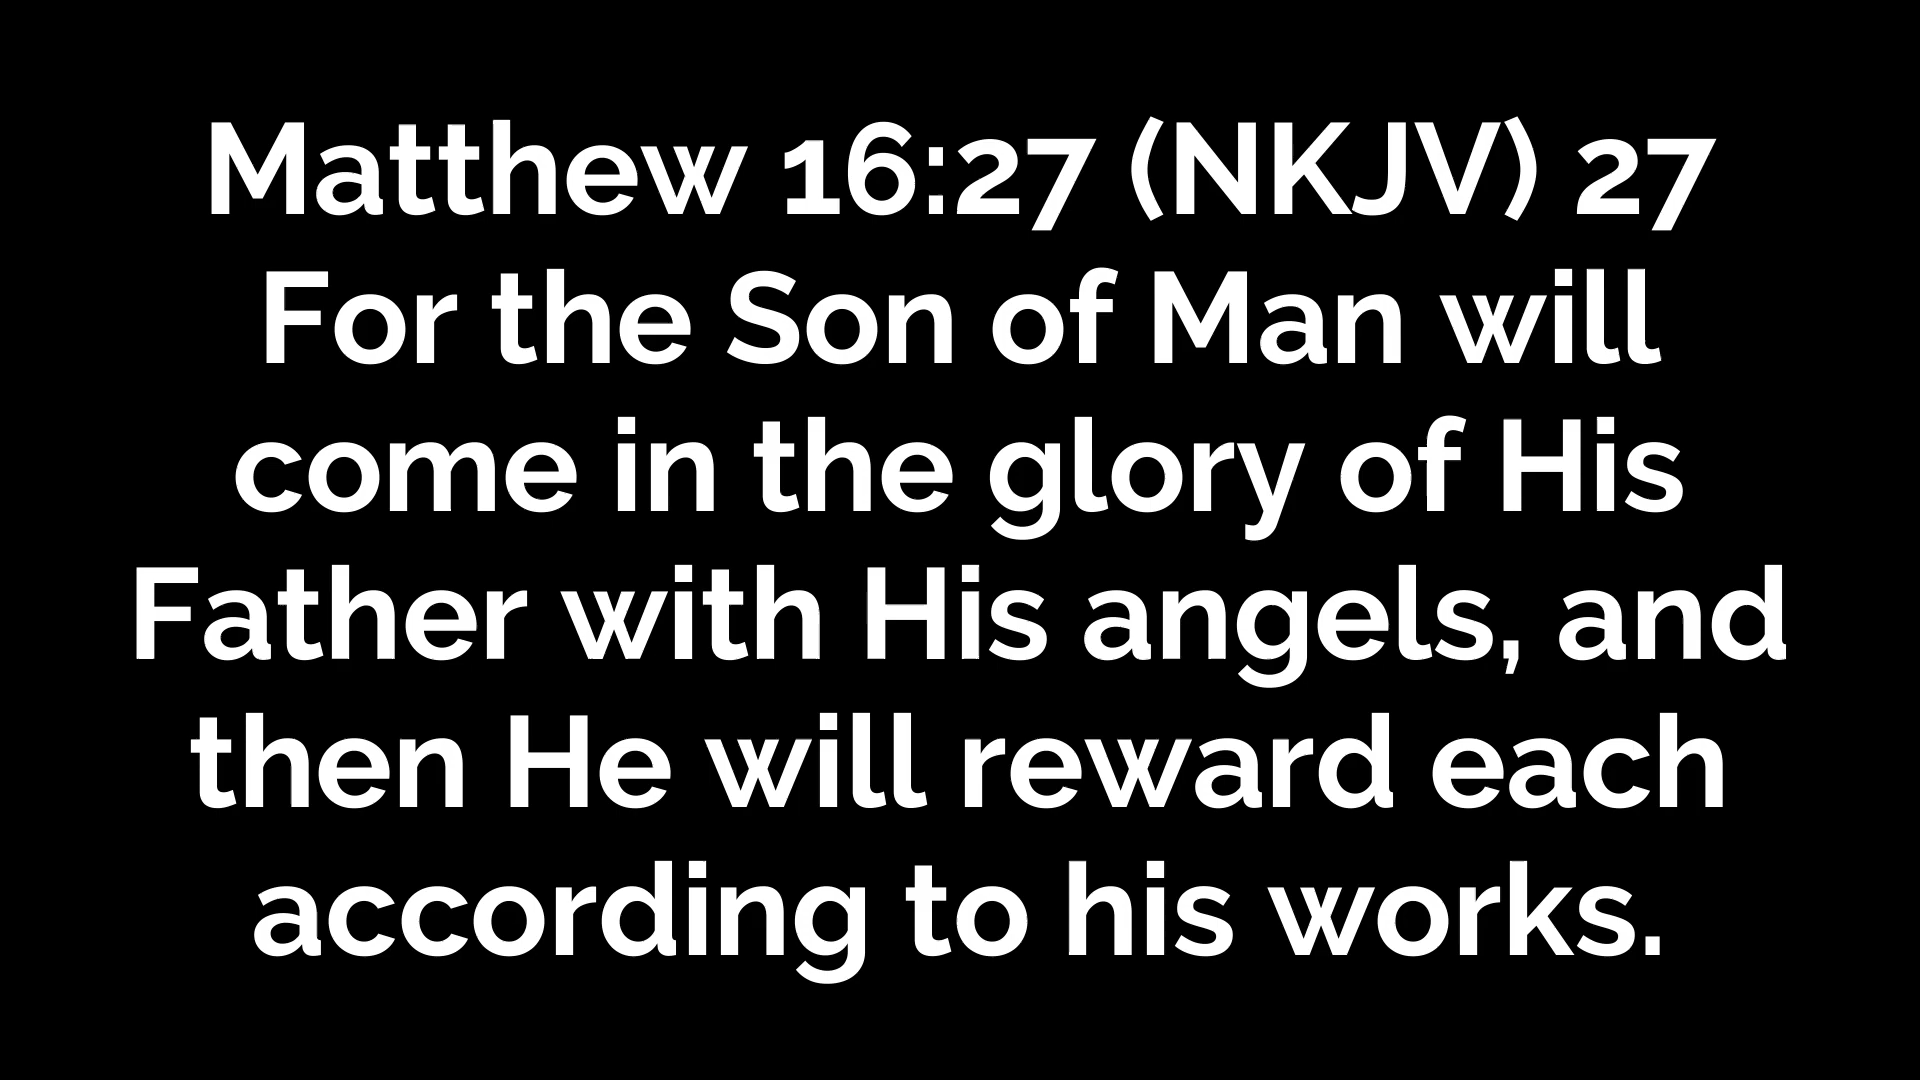 Matthew 16:27 (NKJV) 27
For the Son of Man will
come in the glory of His
Father with His angels, and
then He will reward each
according to his works.